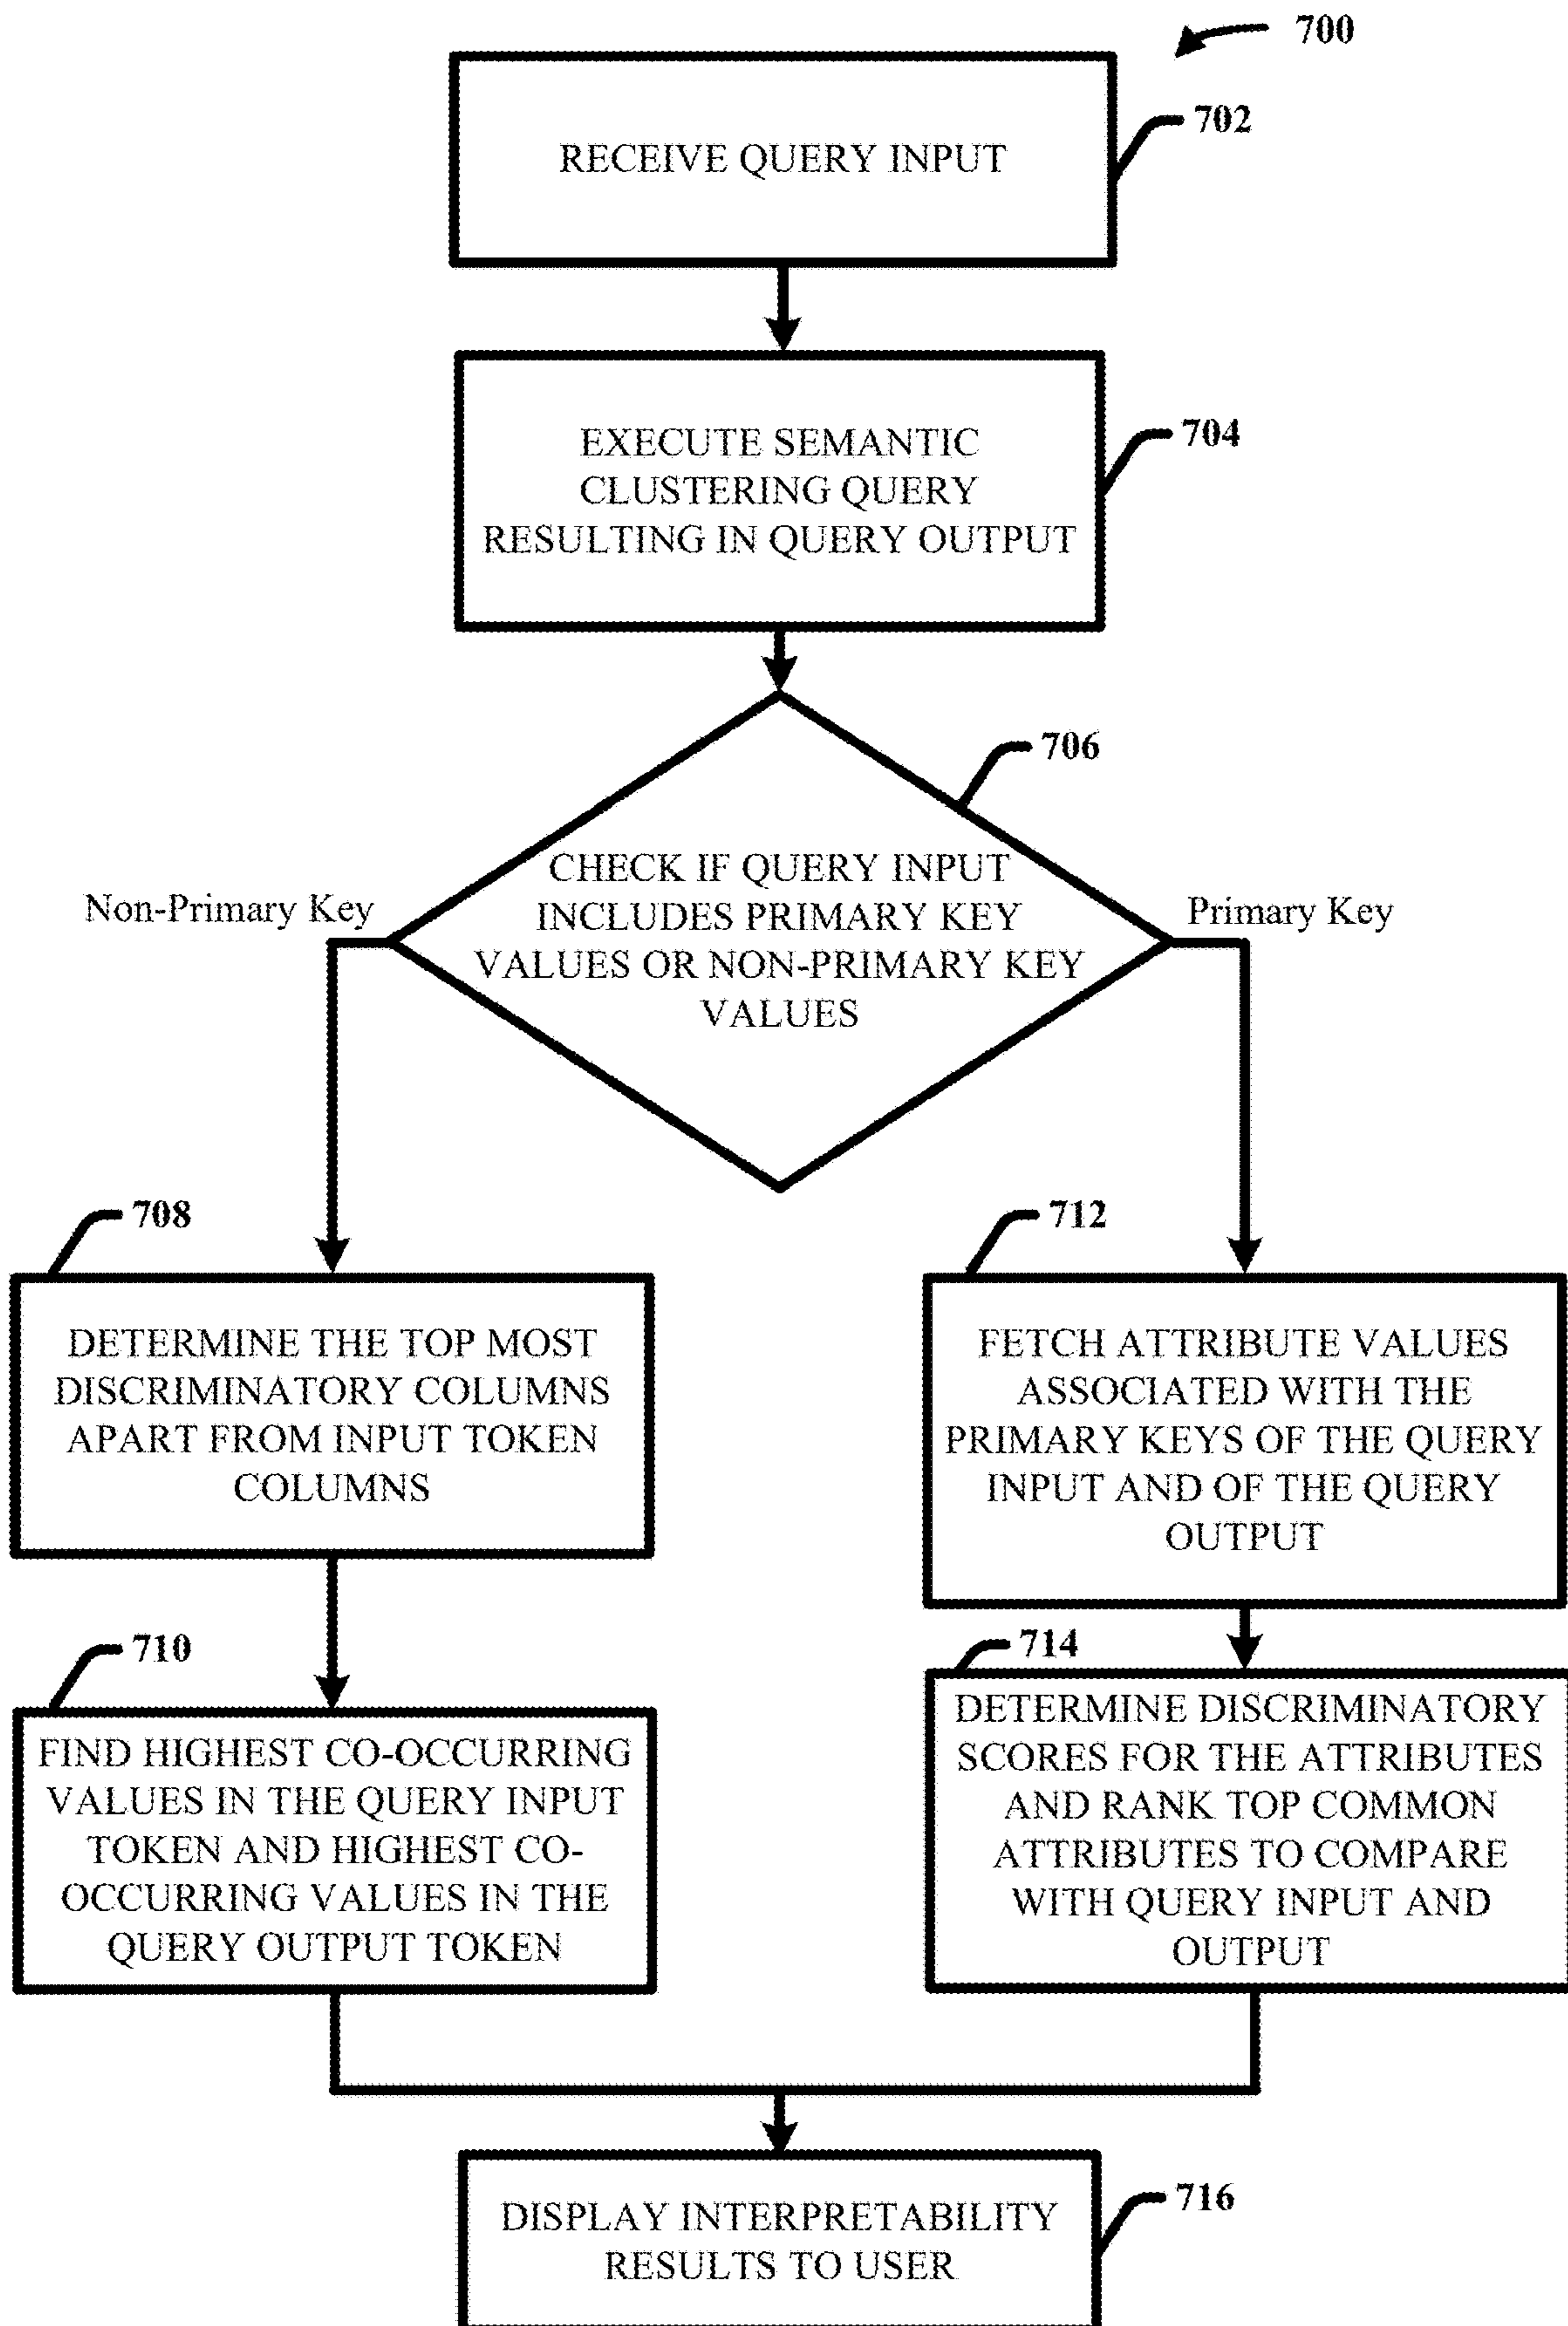 700
RECEIVE QUERY INPUT
702
EXECUTE SEMANTIC
CLUSTERING QUERY
RESULTING IN QUERY OUTPUT
704
706
CHECK IF QUERY INPUT
INCLUDES PRIMARY KEY
VALUES OR NON-PRIMARY KEY
VALUES
Non-Primary Key
Primary Key
708
DETERMINE THE TOP MOST
DISCRIMINATORY COLUMNS
APART FROM INPUT TOKEN
COLUMNS
712
FETCH ATTRIBUTE VALUES
ASSOCIATED WITH THE
PRIMARY KEYS OF THE QUERY
INPUT AND OF THE QUERY
OUTPUT
710
FIND HIGHEST CO-OCCURRING
VALUES IN THE QUERY INPUT
TOKEN AND HIGHEST CO-
OCCURRING VALUES IN THE
QUERY OUTPUT TOKEN
714
DETERMINE DISCRIMINATORY
SCORES FOR THE ATTRIBUTES
AND RANK TOP COMMON
ATTRIBUTES TO COMPARE
WITH QUERY INPUT AND
OUTPUT
DISPLAY INTERPRETABILITY
RESULTS TO USER
716